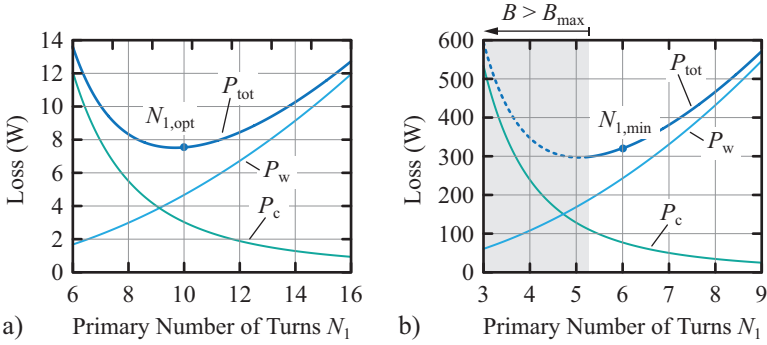 14
12
10
8
6
4
2
0
Loss (W)
N1,opt
Ptot
Pw
Pc
6 8 10 12 14 16
a) Primary Number of Turns N1
B > Bmax
600
500
400
300
200
100
0
Loss (W)
N1,min
Ptot
Pw
Pc
3 4 5 6 7 8 9
b) Primary Number of Turns N1